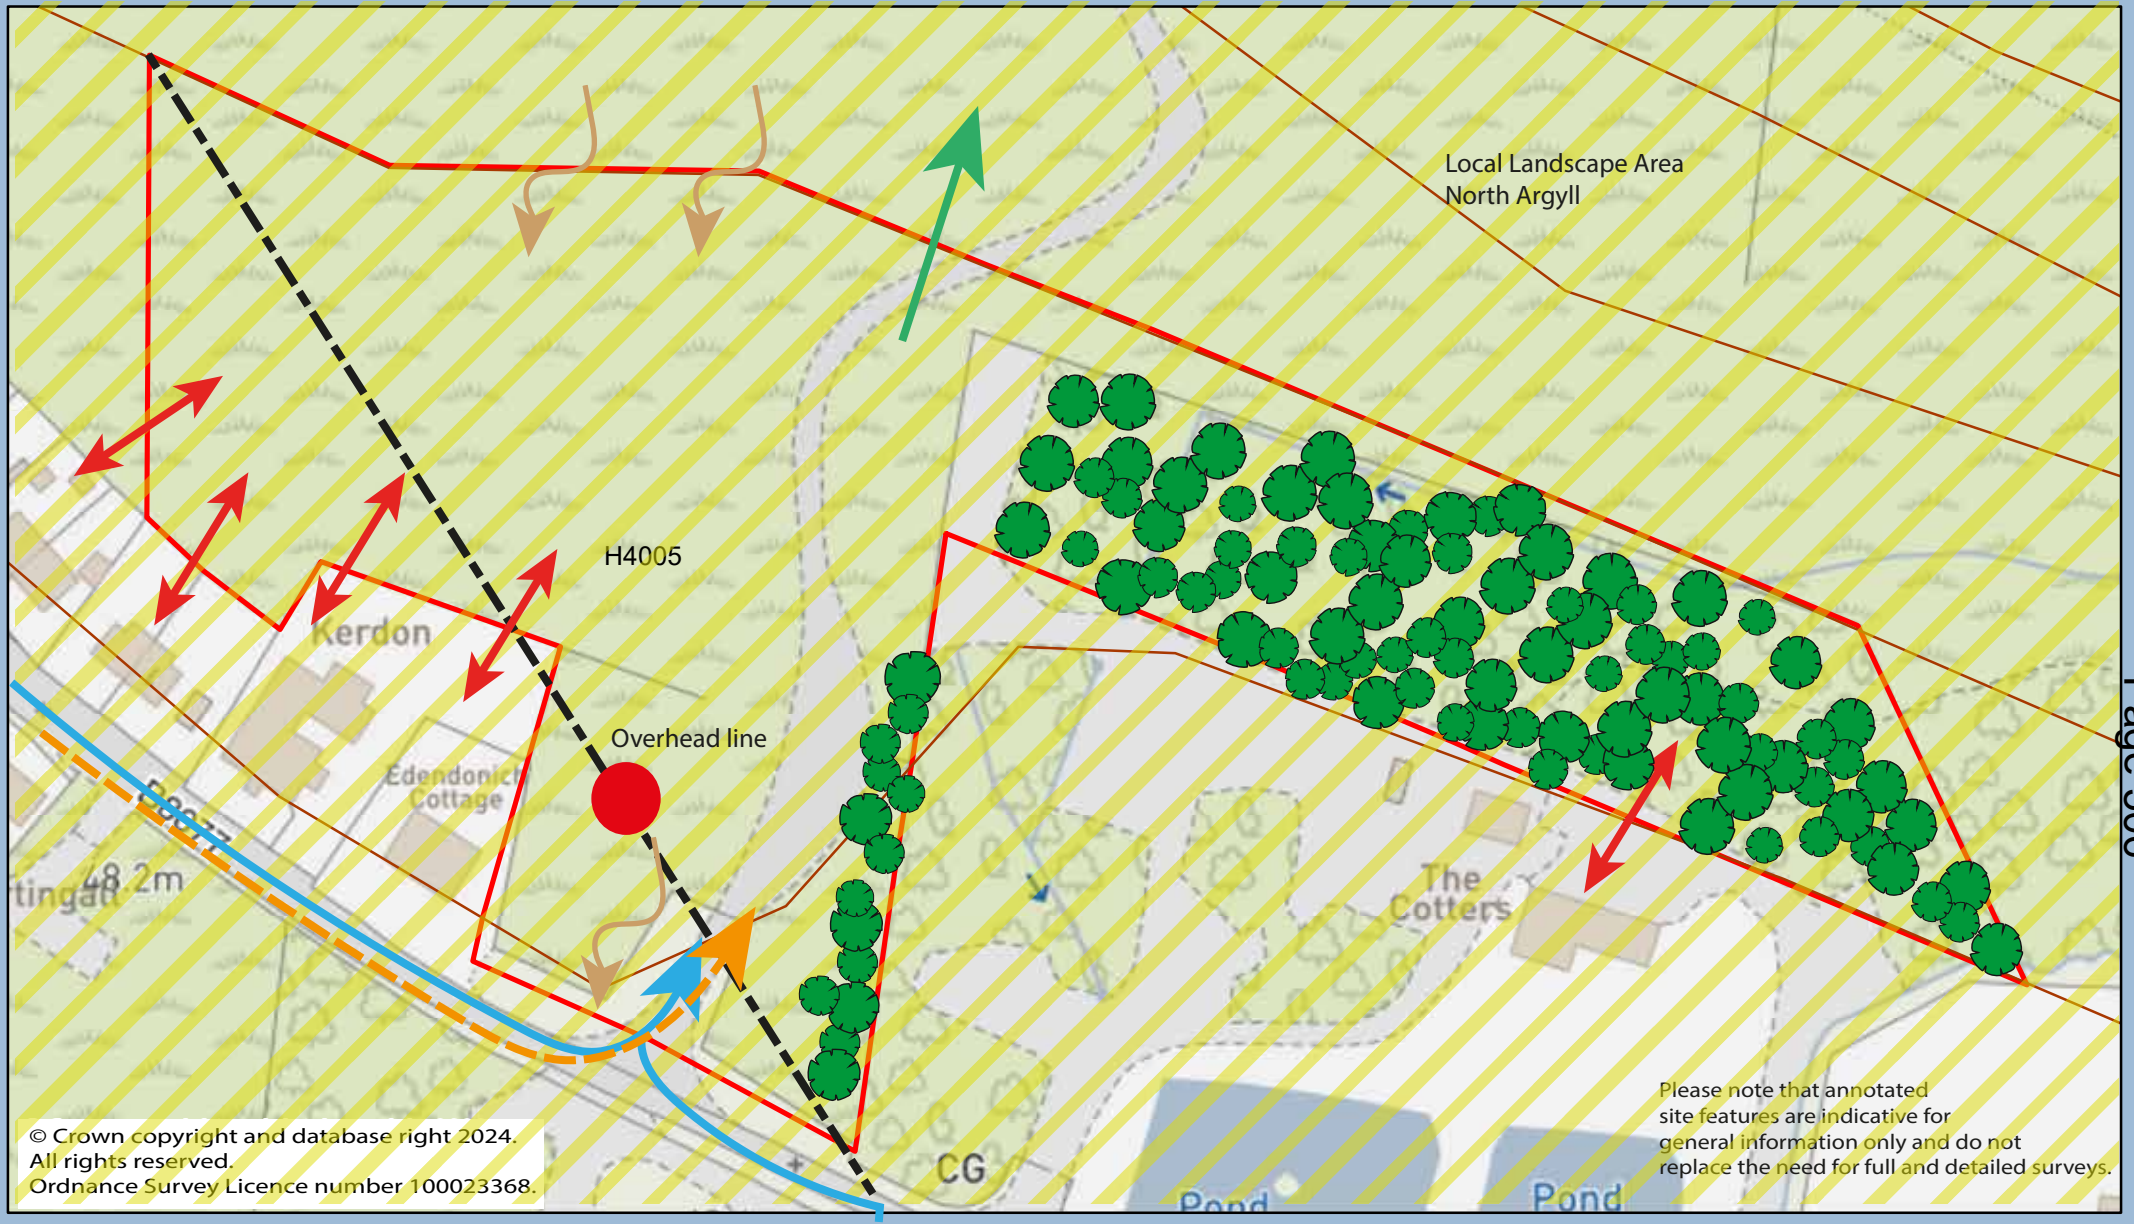 Local Landscape Area
North Argyll
H4005
Kerdon
Overhead line
Edendonich
Cottage
B8077
48.2m
tingall
The
Cotters
Please note that annotated
site features are indicative for
general information only and do not
replace the need for full and detailed surveys.
© Crown copyright and database right 2024.
All rights reserved.
Ordnance Survey Licence number 100023368.
CG
Pond
Pond